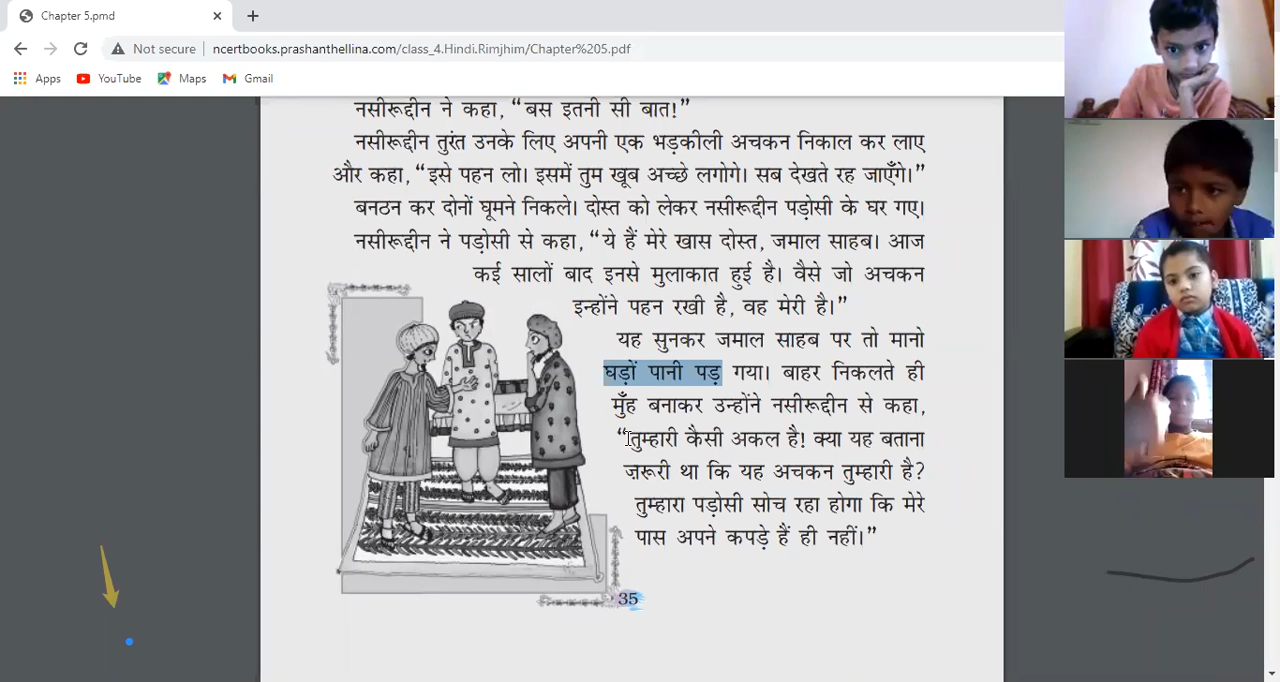 Chapter 5.pmd
Not secure
ncertbooks.prashanthellina.com/class_4.Hindi.Rimjhim/Chapter%205.pdf
Apps YouTube Maps Gmail
नसीरूद्दीन ने कहा, “बस इतनी सी बात!”
नसीरूद्दीन तुरंत उनके लिए अपनी एक भड़कीली अचकन निकाल कर लाए
और कहा, “इसे पहन लो। इसमें तुम खूब अच्छे लगोगे। सब देखते रह जाएँगे।”
बनठन कर दोनों घूमने निकले। दोस्त को लेकर नसीरूद्दीन पड़ोसी के घर गए।
नसीरूद्दीन ने पड़ोसी से कहा, “ये हैं मेरे खास दोस्त, जमाल साहब। आज
कई सालों बाद इनसे मुलाकात हुई है। वैसे जो अचकन
इन्होंने पहन रखी है, वह मेरी है।”
यह सुनकर जमाल साहब पर तो मानो
घड़ों पानी पड़ गया। बाहर निकलते ही
मुँह बनाकर उन्होंने नसीरूद्दीन से कहा,
“तुम्हारी कैसी अकल है! क्या यह बताना
ज़रूरी था कि यह अचकन तुम्हारी है?
तुम्हारा पड़ोसी सोच रहा होगा कि मेरे
पास अपने कपड़े हैं ही नहीं।”
35